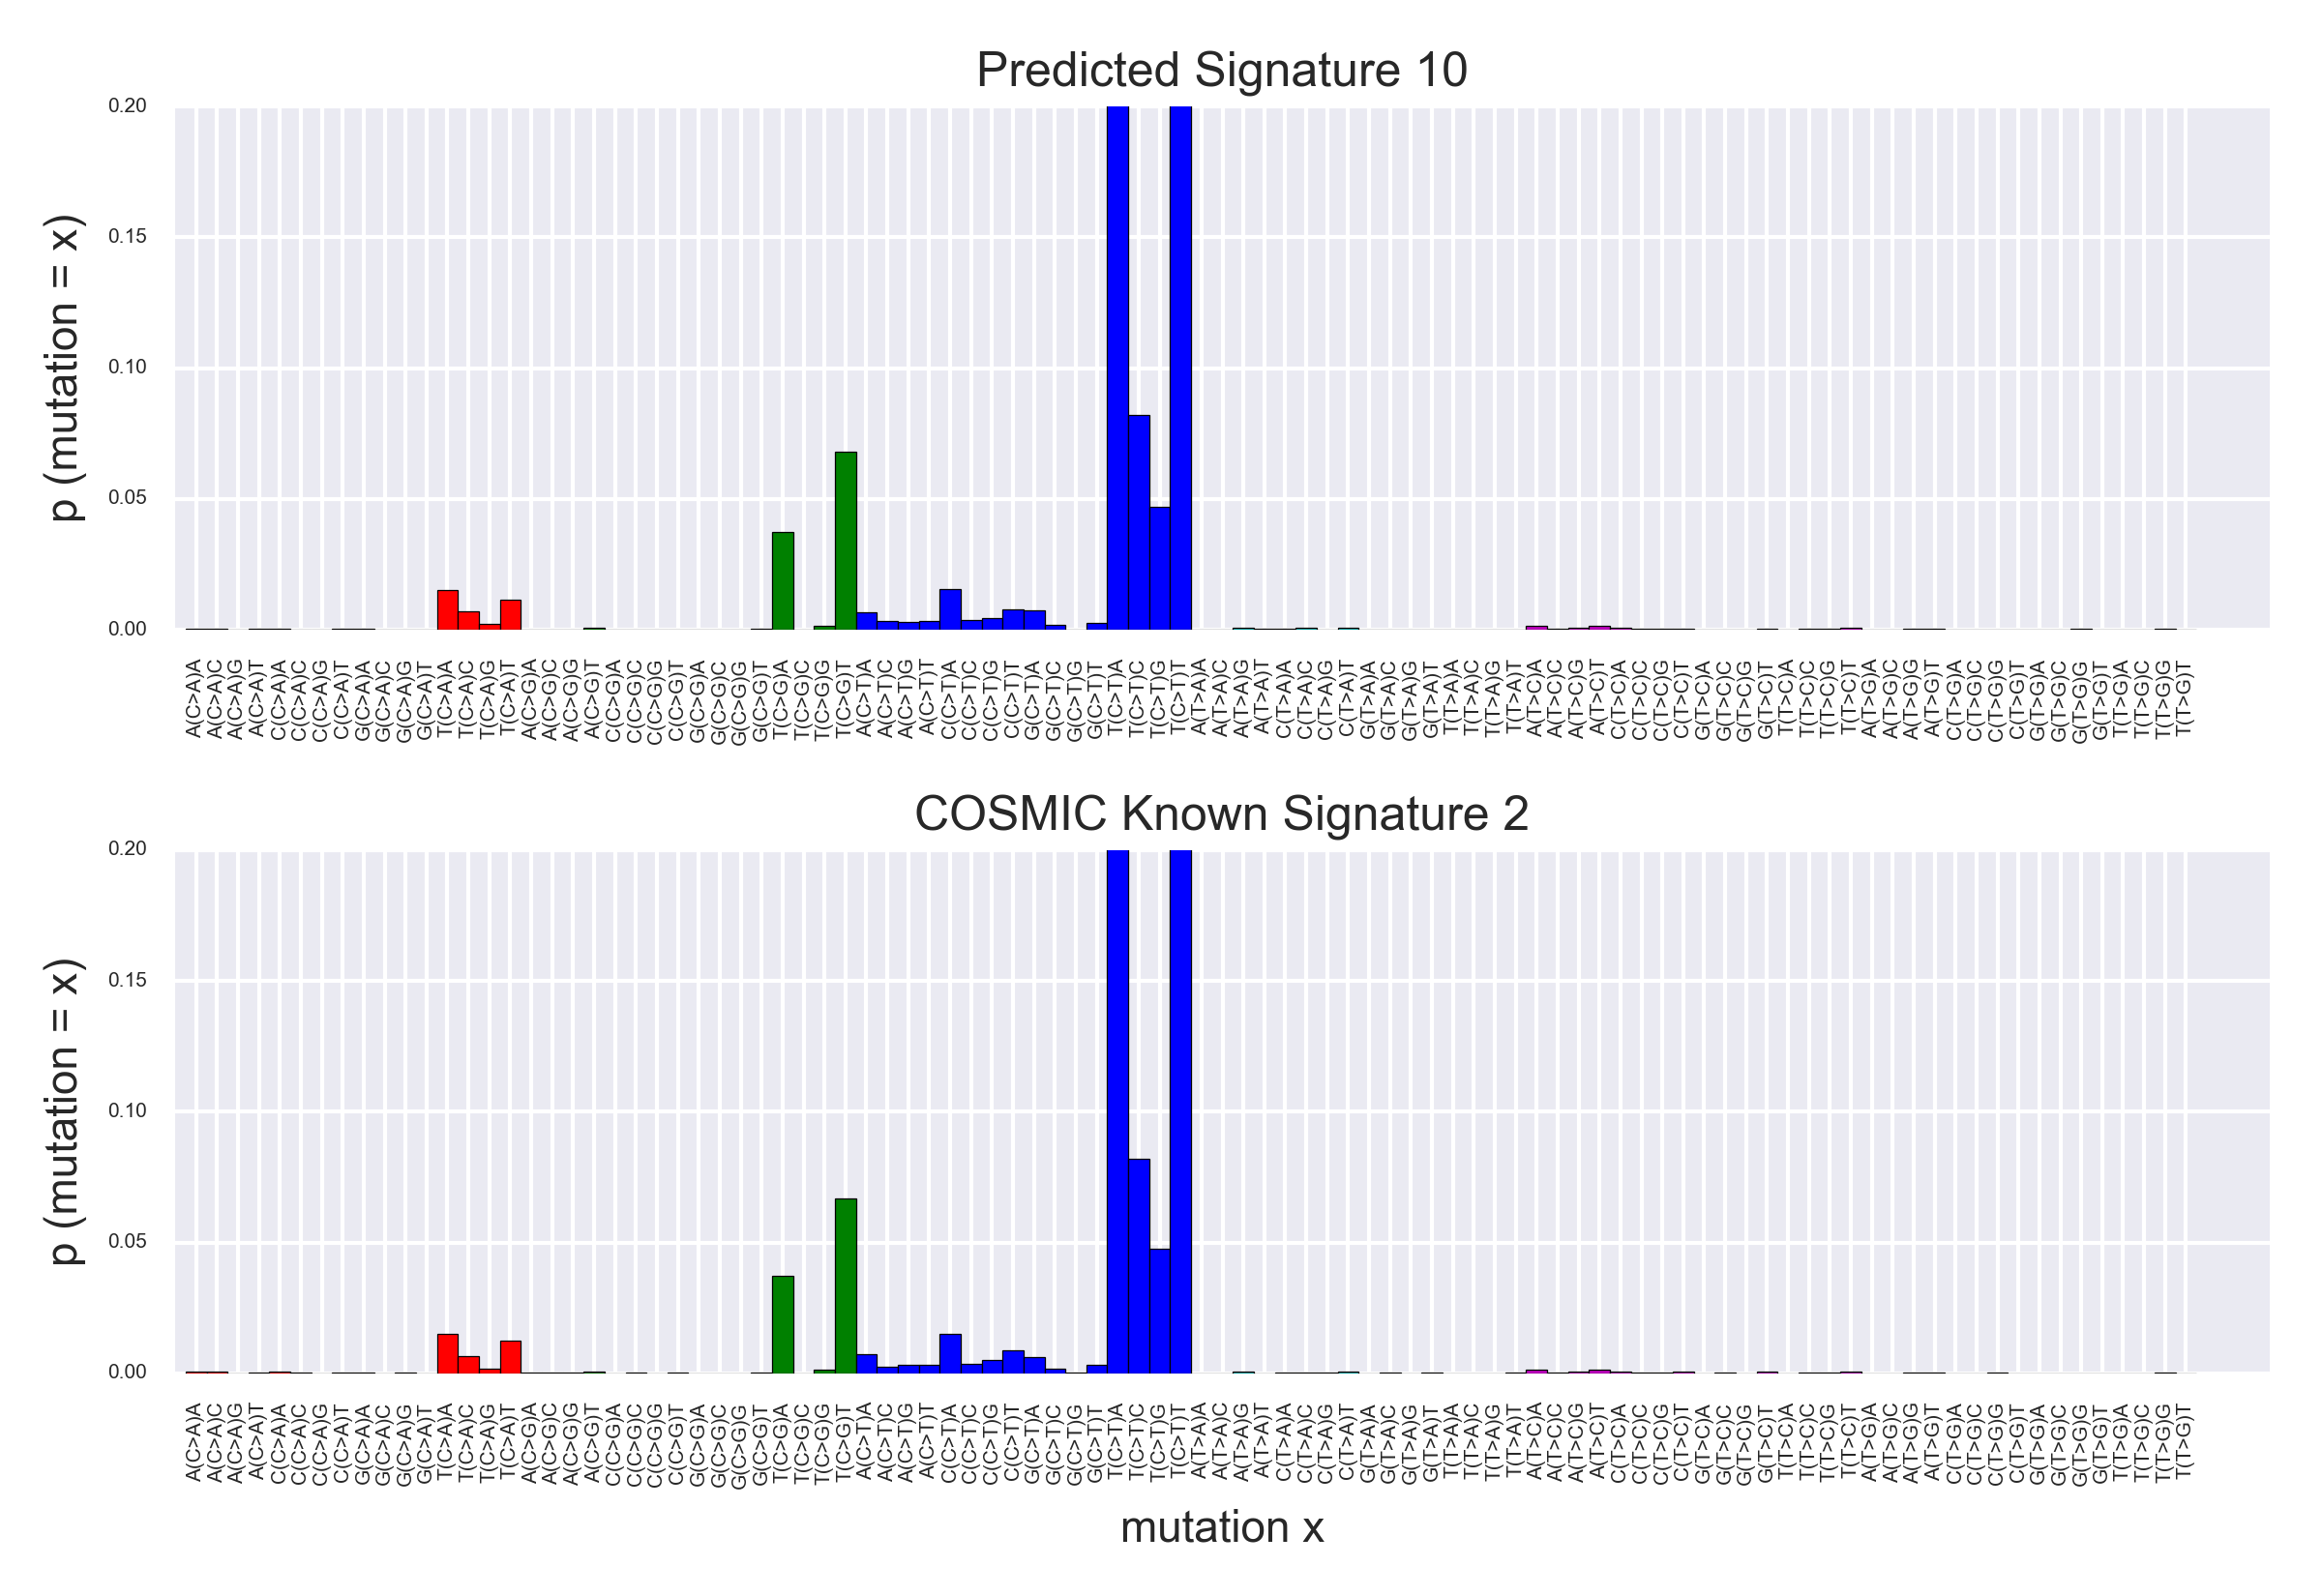 Predicted Signature 10
p (mutation = x)
0.20
0.15
0.10
0.05
0.00
A(C>A)A A(C>A)C A(C>A)G A(C>A)T C(C>A)A C(C>A)C C(C>A)G C(C>A)T G(C>A)A G(C>A)C G(C>A)G G(C>A)T T(C>A)A T(C>A)C T(C>A)G T(C>A)T A(C>G)A A(C>G)C A(C>G)G A(C>G)T C(C>G)A C(C>G)C C(C>G)G C(C>G)T G(C>G)A G(C>G)C G(C>G)G G(C>G)T T(C>G)A T(C>G)C T(C>G)G T(C>G)T A(C>T)A A(C>T)C A(C>T)G A(C>T)T C(C>T)A C(C>T)C C(C>T)G C(C>T)T G(C>T)A G(C>T)C G(C>T)G G(C>T)T T(C>T)A T(C>T)C T(C>T)G T(C>T)T A(T>A)A A(T>A)C A(T>A)G A(T>A)T C(T>A)A C(T>A)C C(T>A)G C(T>A)T G(T>A)A G(T>A)C G(T>A)G G(T>A)T T(T>A)A T(T>A)C T(T>A)G T(T>A)T A(T>C)A A(T>C)C A(T>C)G A(T>C)T C(T>C)A C(T>C)C C(T>C)G C(T>C)T G(T>C)A G(T>C)C G(T>C)G G(T>C)T T(T>C)A T(T>C)C T(T>C)G T(T>C)T A(T>G)A A(T>G)C A(T>G)G A(T>G)T C(T>G)A C(T>G)C C(T>G)G C(T>G)T G(T>G)A G(T>G)C G(T>G)G G(T>G)T T(T>G)A T(T>G)C T(T>G)G T(T>G)T
COSMIC Known Signature 2
p (mutation = x)
0.20
0.15
0.10
0.05
0.00
A(C>A)A A(C>A)C A(C>A)G A(C>A)T C(C>A)A C(C>A)C C(C>A)G C(C>A)T G(C>A)A G(C>A)C G(C>A)G G(C>A)T T(C>A)A T(C>A)C T(C>A)G T(C>A)T A(C>G)A A(C>G)C A(C>G)G A(C>G)T C(C>G)A C(C>G)C C(C>G)G C(C>G)T G(C>G)A G(C>G)C G(C>G)G G(C>G)T T(C>G)A T(C>G)C T(C>G)G T(C>G)T A(C>T)A A(C>T)C A(C>T)G A(C>T)T C(C>T)A C(C>T)C C(C>T)G C(C>T)T G(C>T)A G(C>T)C G(C>T)G G(C>T)T T(C>T)A T(C>T)C T(C>T)G T(C>T)T A(T>A)A A(T>A)C A(T>A)G A(T>A)T C(T>A)A C(T>A)C C(T>A)G C(T>A)T G(T>A)A G(T>A)C G(T>A)G G(T>A)T T(T>A)A T(T>A)C T(T>A)G T(T>A)T A(T>C)A A(T>C)C A(T>C)G A(T>C)T C(T>C)A C(T>C)C C(T>C)G C(T>C)T G(T>C)A G(T>C)C G(T>C)G G(T>C)T T(T>C)A T(T>C)C T(T>C)G T(T>C)T A(T>G)A A(T>G)C A(T>G)G A(T>G)T C(T>G)A C(T>G)C C(T>G)G C(T>G)T G(T>G)A G(T>G)C G(T>G)G G(T>G)T T(T>G)A T(T>G)C T(T>G)G T(T>G)T
mutation x